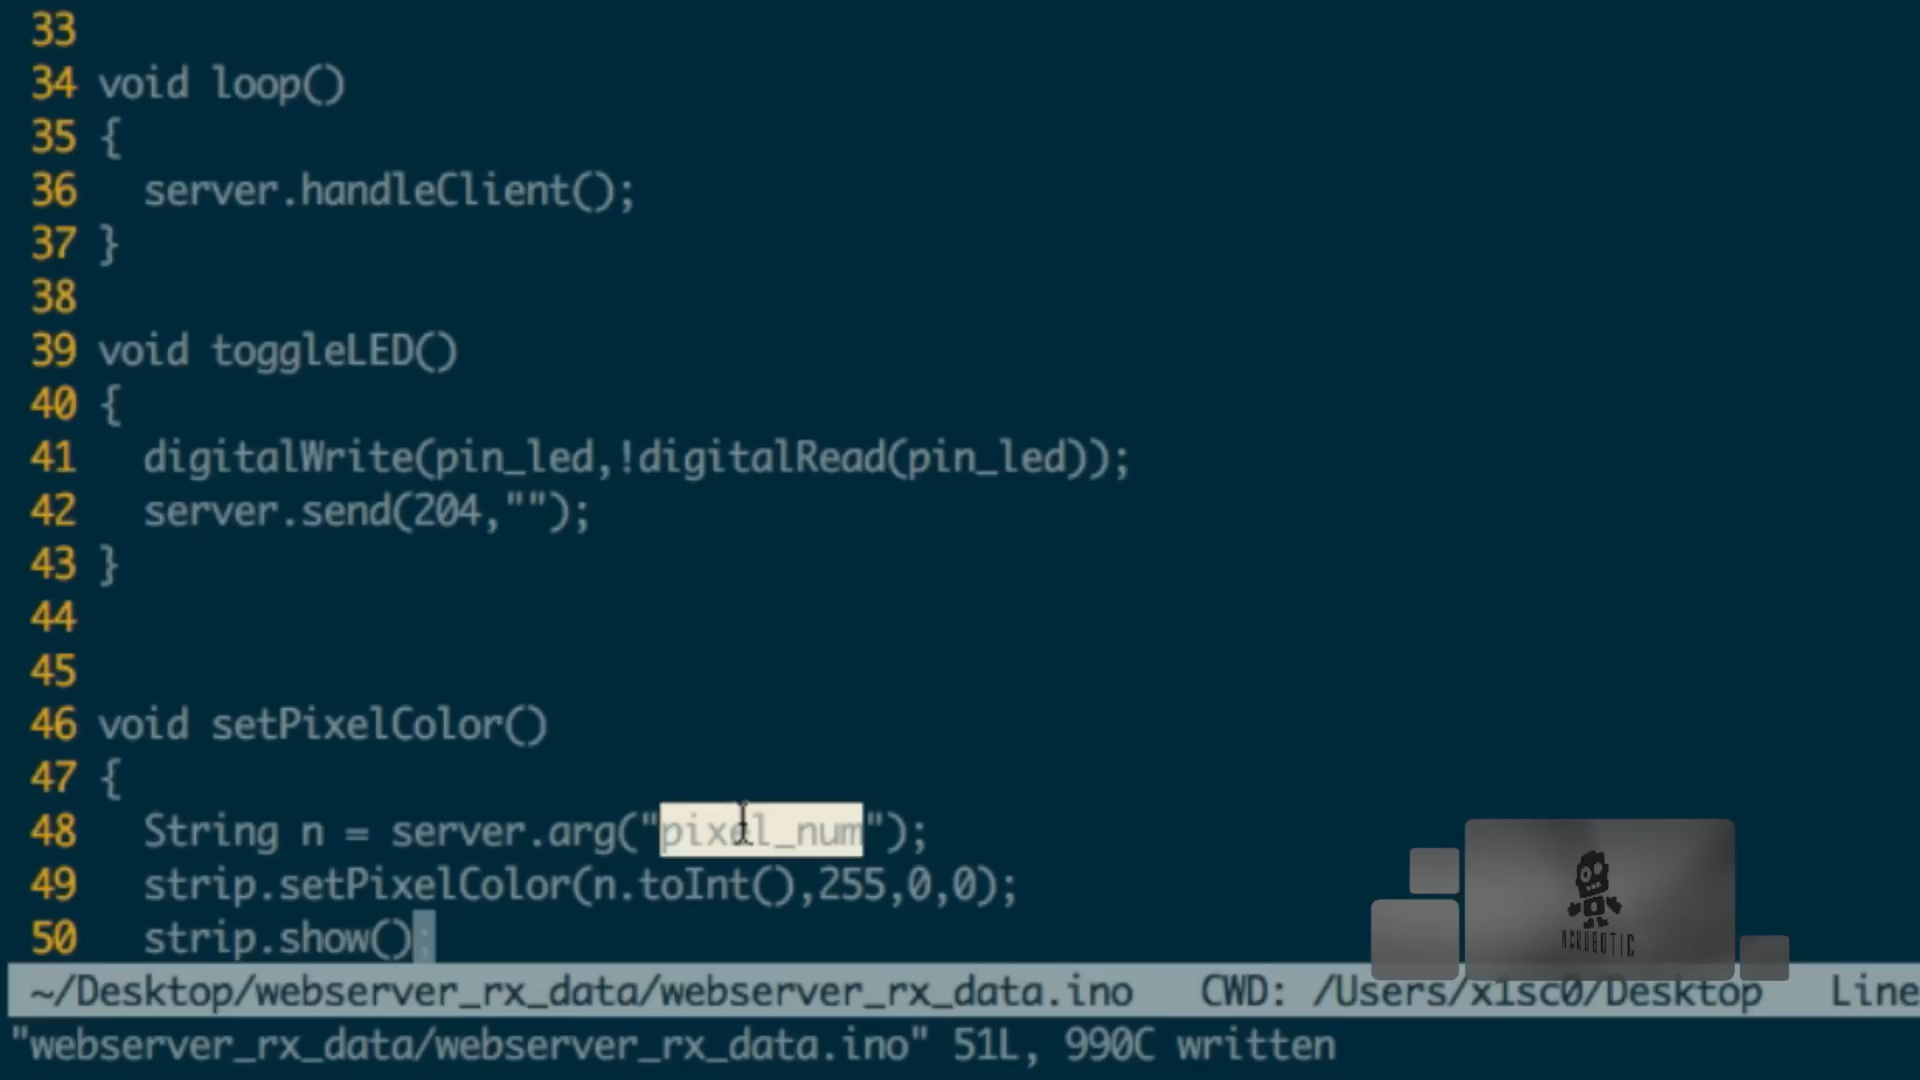 33
34 void loop()
35 {
36   server.handleClient();
37 }
38
39 void toggleLED()
40 {
41   digitalWrite(pin_led,!digitalRead(pin_led));
42   server.send(204,"");
43 }
44
45
46 void setPixelColor()
47 {
48   String n = server.arg("pixel_num");
49   strip.setPixelColor(n.toInt(),255,0,0);
50   strip.show();
~/Desktop/webserver_rx_data/webserver_rx_data.ino   CWD: /Users/x1sc0/Desktop   Line
"webserver_rx_data/webserver_rx_data.ino" 51L, 990C written